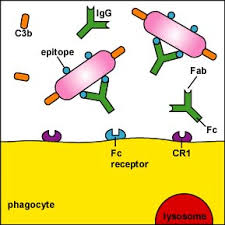 IgG
C3b
epitope
Fab
Fc
Fc
receptor
CR1
phagocyte
lysosome